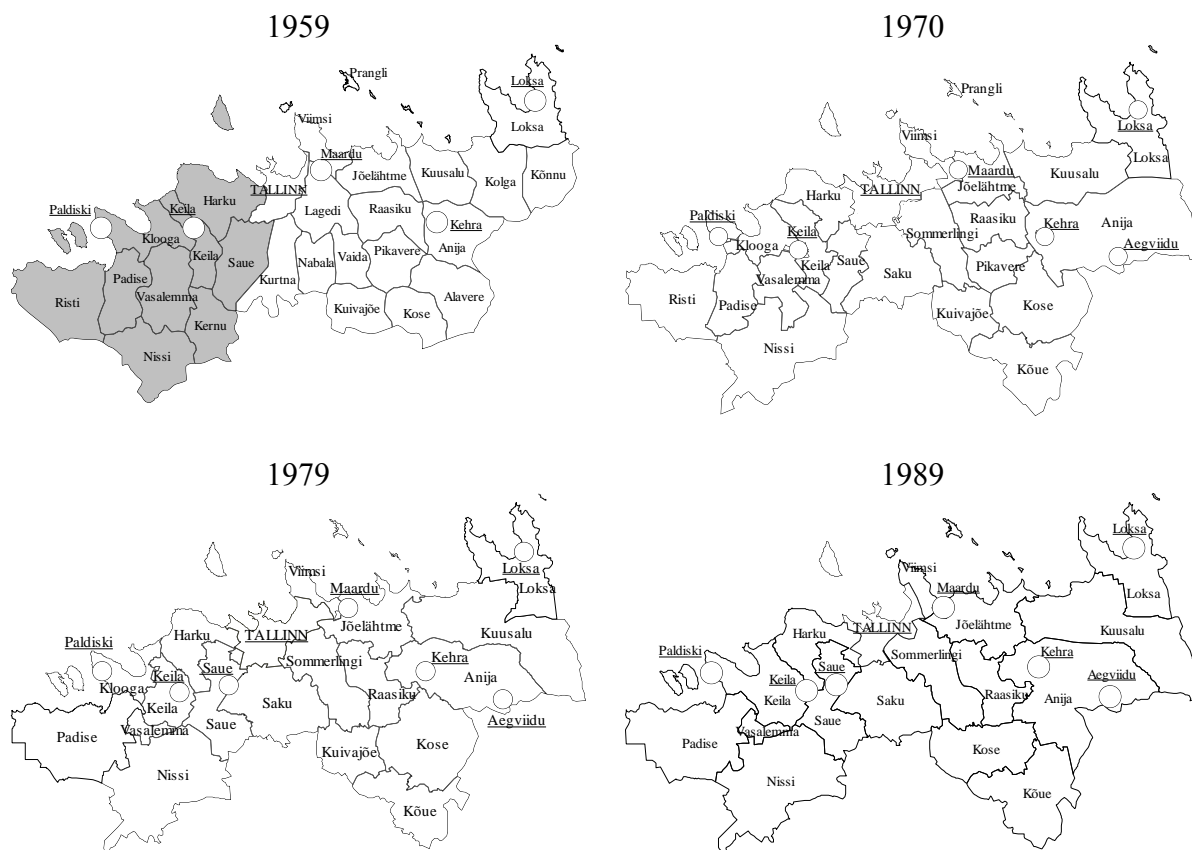 1959
Prangli
Loksa
Loksa
Viimsi
Maardu
Jõelähtme
Kuusalu
Kolga
Kõnnu
TALLINN
Harku
Paldiski
Keila
Klooga
Lagedi
Raasiku
Kehra
Anija
Keila
Saue
Nabala
Vaida
Pikavere
Padise
Kurtna
Risti
Vasalemma
Alavere
Kuivajõe
Kose
Kernu
Nissi
1970
Prangli
Loksa
Viimsi
Loksa
Maardu
Kuusalu
Jõelähtme
Harku
TALLINN
Paldiski
Raasiku
Kehra
Anija
Sommerlingi
Aegviidu
Klooga
Keila
Saue
Keila
Pikavere
Vasalemma
Saku
Risti
Padise
Kose
Kuivajõe
Nissi
Kõue
1979
Loksa
Viimsi
Maardu
Loksa
Jõelähtme
Harku
TALLINN
Kuusalu
Paldiski
Saue
Sommerlingi
Kehra
Anija
Klooga
Keila
Keila
Raasiku
Saku
Aegviidu
Vasalemma
Saue
Padise
Kuivajõe
Kose
Nissi
Kõue
1989
Loksa
Viimsi
Maardu
Loksa
Jõelähtme
TALLINN
Harku
Kuusalu
Paldiski
Sommerlingi
Kehra
Saue
Keila
Aegviidu
Keila
Raasiku
Anija
Saku
Saue
Vasalemma
Padise
Kose
Nissi
Kõue